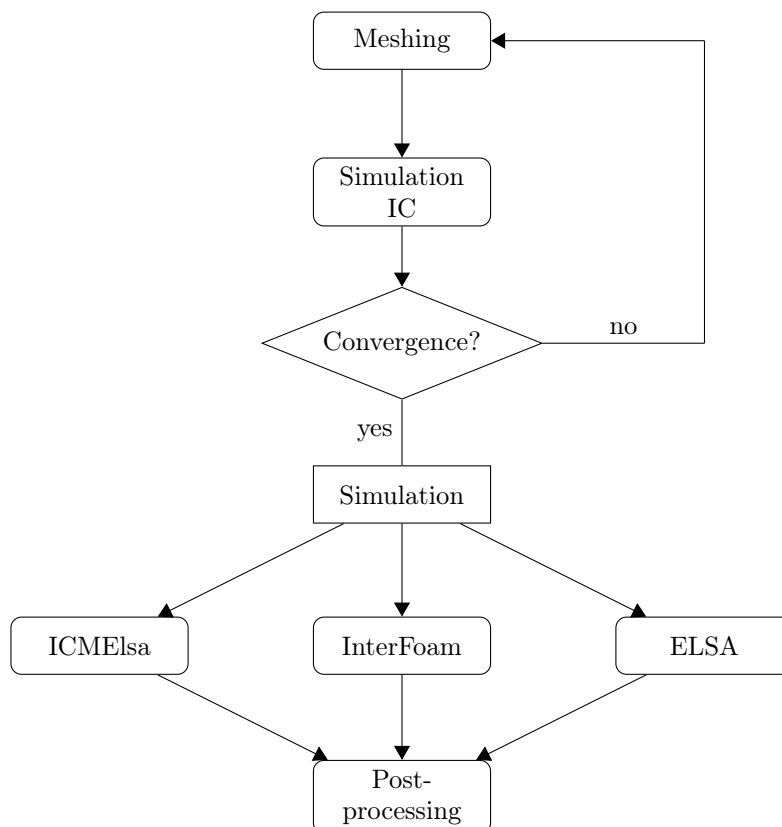 Meshing
Simulation
IC
Convergence?
no
yes
Simulation
ICMElsa
InterFoam
ELSA
Post-
processing